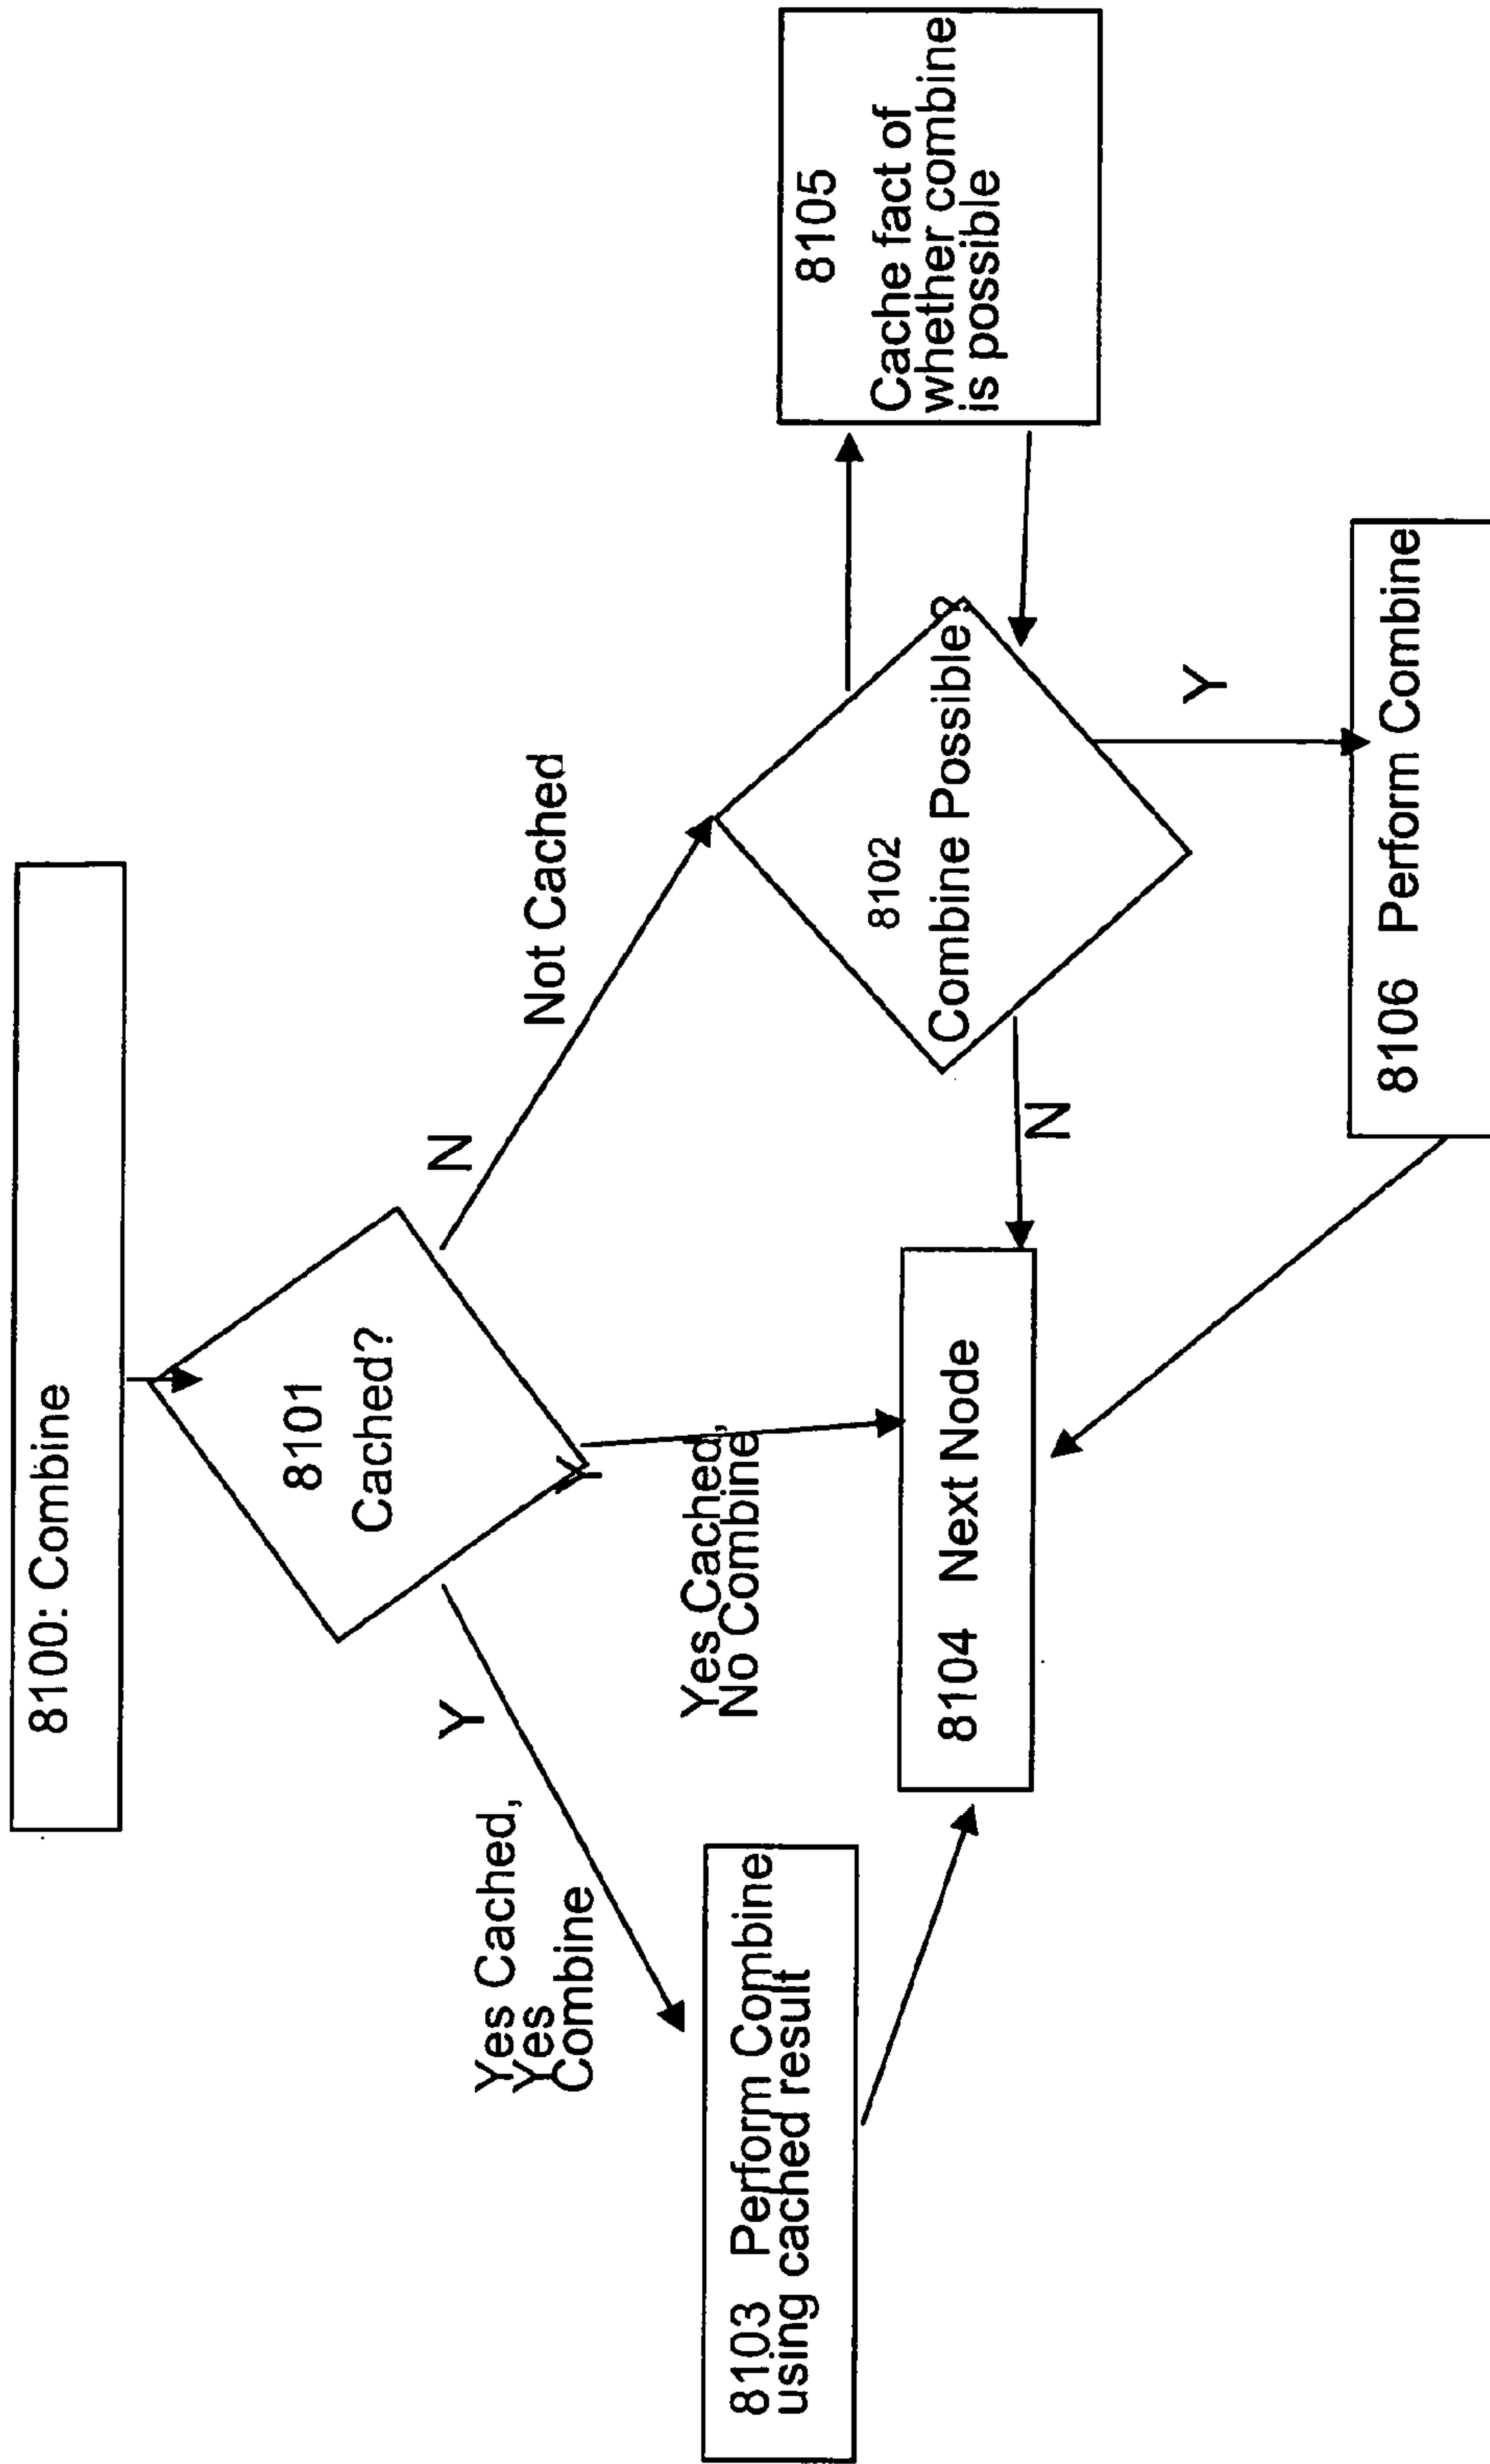 8100: Combine
8101
Cached?
Y
Yes Cached,
Yes
Combine
Y
Yes Cached,
No Combine
N
Not Cached
8103 Perform Combine
using cached result
8104 Next Node
8102
Combine Possible?
N
Y
8105
Cache fact of
whether combine
is possible
8106 Perform Combine